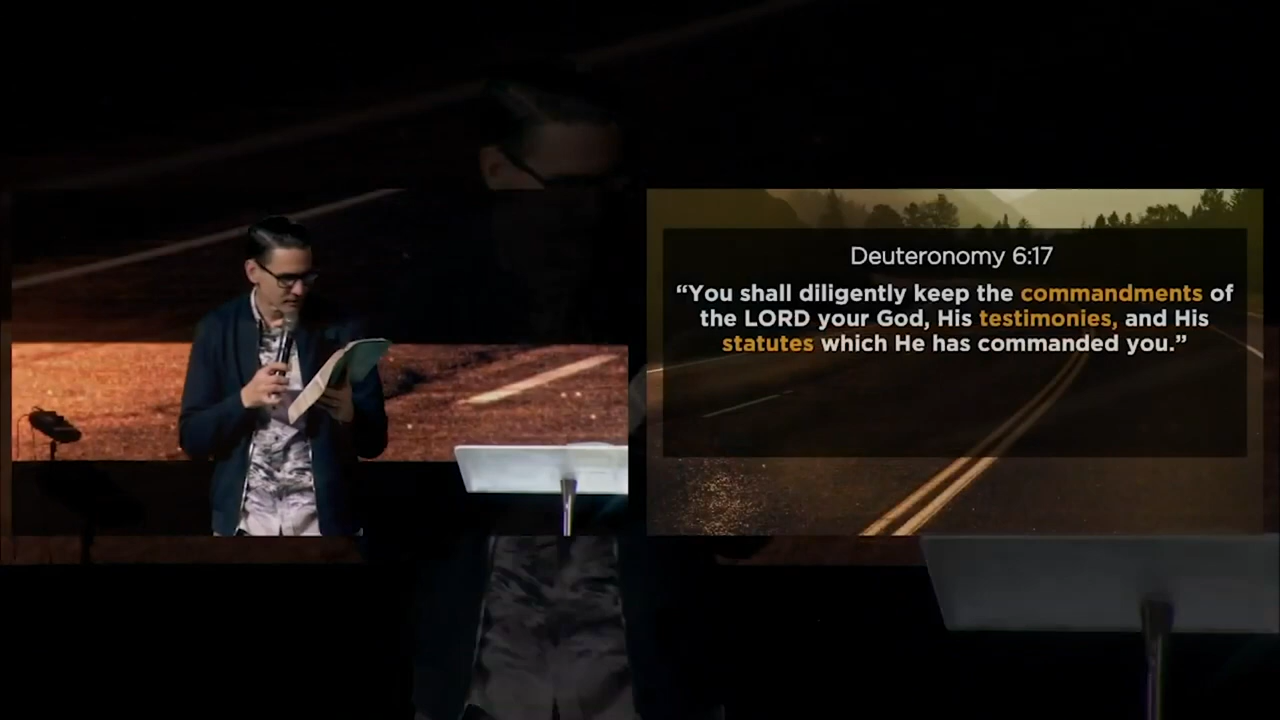 Deuteronomy 6:17
“You shall diligently keep the commandments of
the LORD your God, His testimonies, and His
statutes which He has commanded you.”